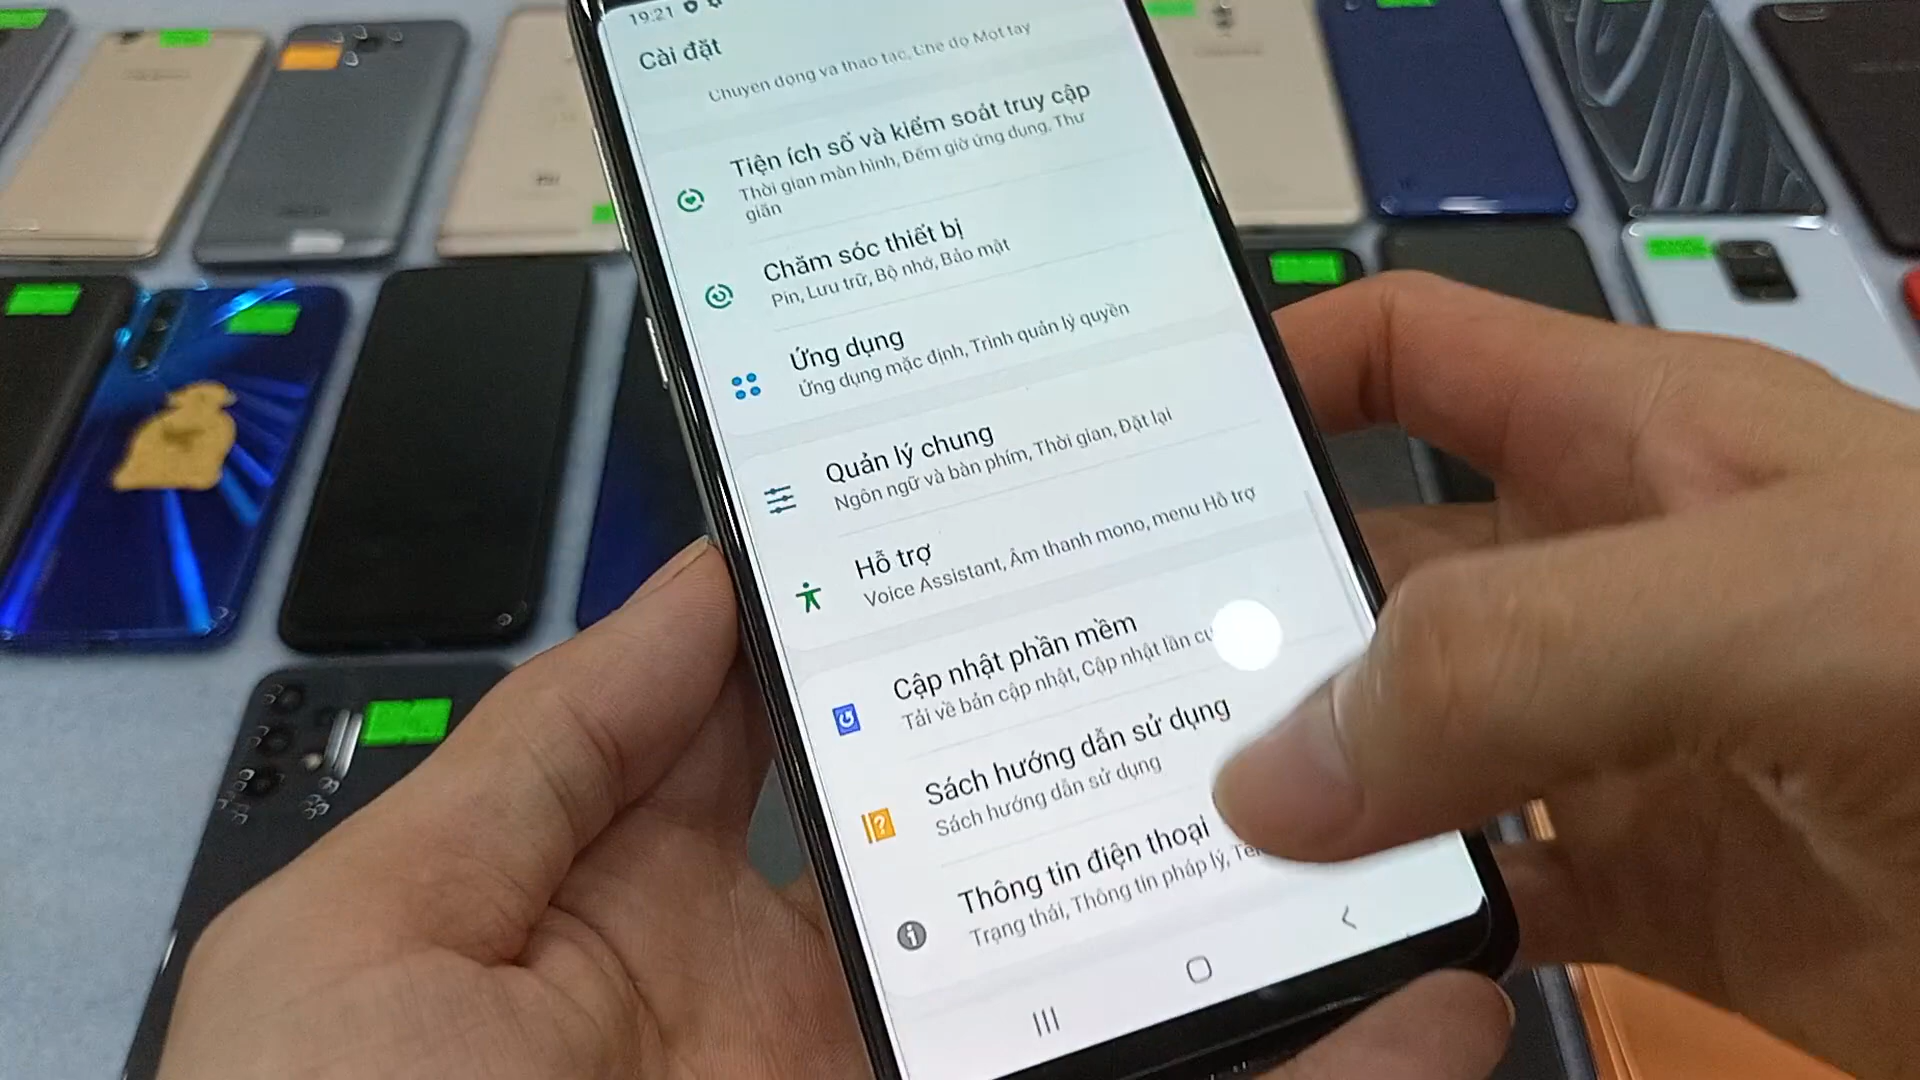 19:21
Cài đặt
Chuyển động và thao tác, Chế độ Một tay
Tiện ích số và kiểm soát truy cập
Thời gian màn hình, Đếm giờ ứng dụng, Thư
giãn
Chăm sóc thiết bị
Pin, Lưu trữ, Bộ nhớ, Bảo mật
Ứng dụng
Ứng dụng mặc định, Trình quản lý quyền
Quản lý chung
Ngôn ngữ và bàn phím, Thời gian, Đặt lại
Hỗ trợ
Voice Assistant, Âm thanh mono, menu Hỗ trợ
Cập nhật phần mềm
Tải về bản cập nhật, Cập nhật lần
Sách hướng dẫn sử dụng
Sách hướng dẫn sử dụng
Thông tin điện thoại
Trạng thái, Thông tin pháp lý,